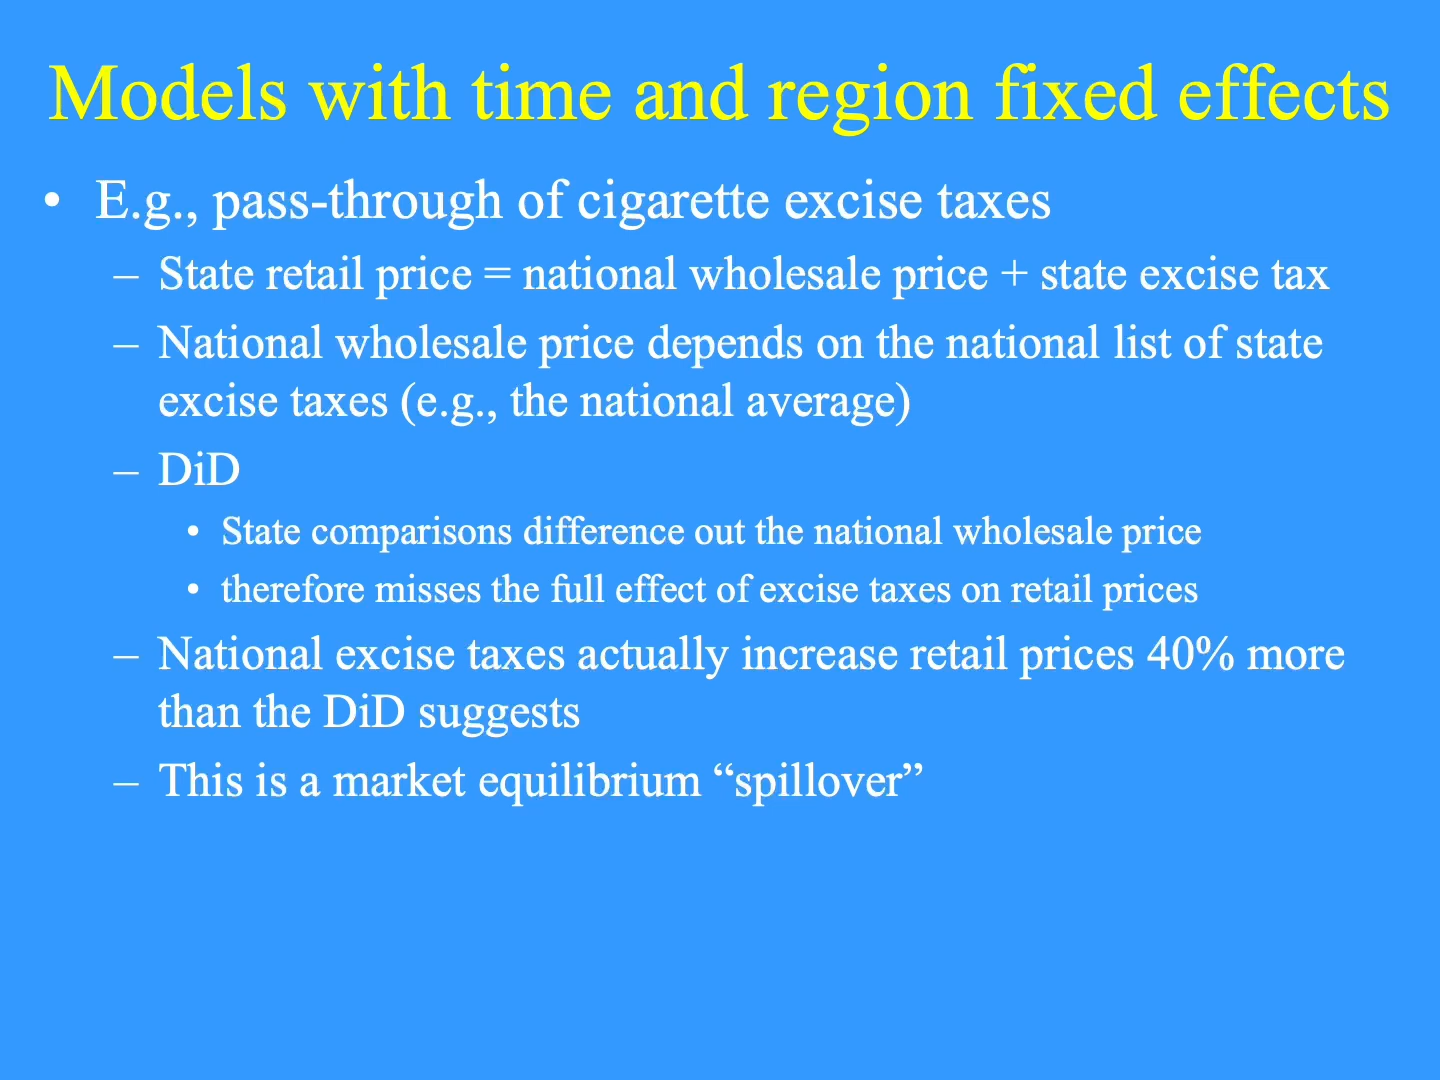 Models with time and region fixed effects
• E.g., pass-through of cigarette excise taxes
– State retail price = national wholesale price + state excise tax
– National wholesale price depends on the national list of state
excise taxes (e.g., the national average)
– DiD
• State comparisons difference out the national wholesale price
• therefore misses the full effect of excise taxes on retail prices
– National excise taxes actually increase retail prices 40% more
than the DiD suggests
– This is a market equilibrium “spillover”